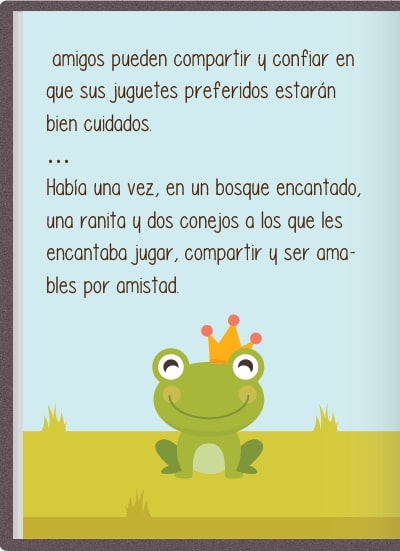 amigos pueden compartir y confiar en
que sus juguetes preferidos estarán
bien cuidados.
...
Había una vez, en un bosque encantado,
una ranita y dos conejos a los que les
encantaba jugar, compartir y ser ama-
bles por amistad.